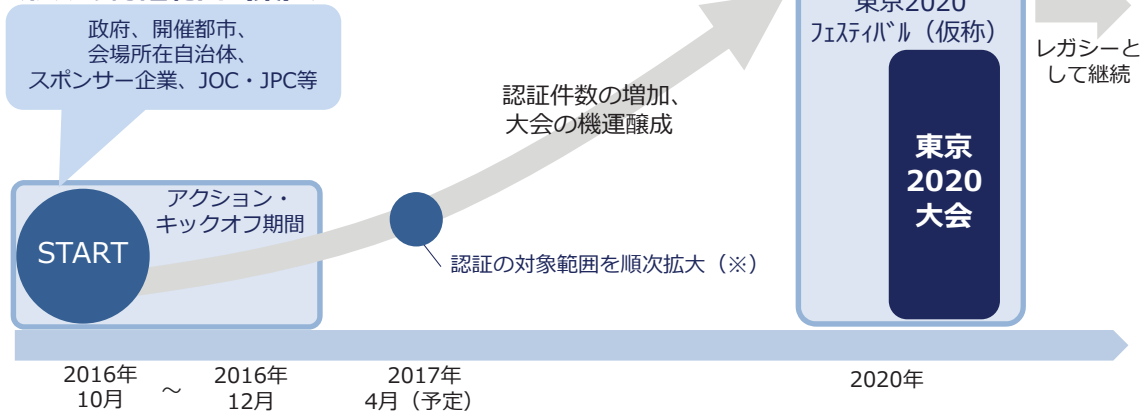 政府、開催都市、
会場所在自治体、
スポンサー企業、JOC・JPC等
東京2020
フェスティバル（仮称）
レガシーと
して継続
認証件数の増加、
大会の機運醸成
東京
2020
大会
アクション・
キックオフ期間
START
認証の対象範囲を順次拡大（※）
2016年
10月
～
2016年
12月
2017年
4月（予定）
2020年